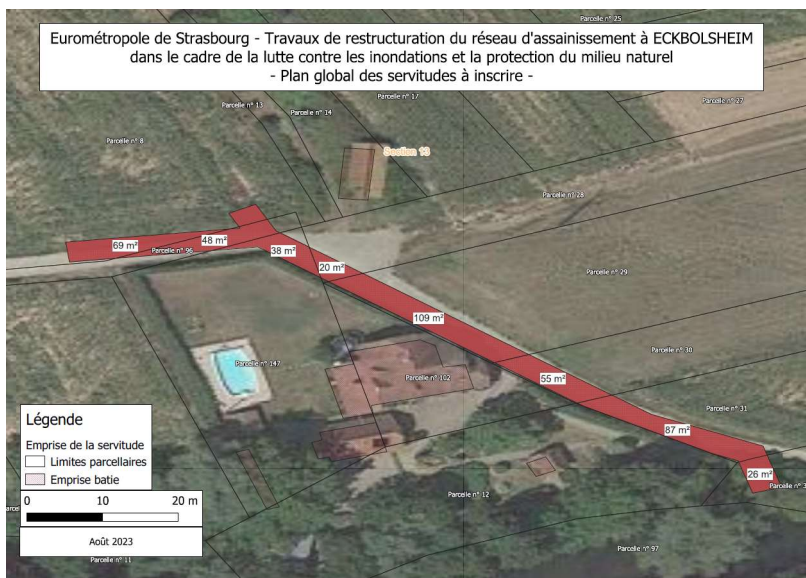 Eurométropole de Strasbourg - Travaux de restructuration du réseau d'assainissement à ECKBOLSHEIM
dans le cadre de la lutte contre les inondations et la protection du milieu naturel
- Plan global des servitudes à inscrire -
Parcelle n° 25
Parcelle n° 17
Parcelle n° 27
Parcelle n° 13
Parcelle n° 14
Parcelle n° 8
Section 13
Parcelle n° 28
69 m²
48 m²
Parcelle n° 96
38 m²
20 m²
Parcelle n° 29
109 m²
Parcelle n° 30
Parcelle n° 147
Parcelle n° 102
55 m²
Parcelle n° 31
87 m²
26 m²
Parcelle n° 3
Parcelle n° 12
Parcelle n° 97
Parcelle n° 11
Légende
Emprise de la servitude
Limites parcellaires
Emprise batie
0 10 20 m
Août 2023